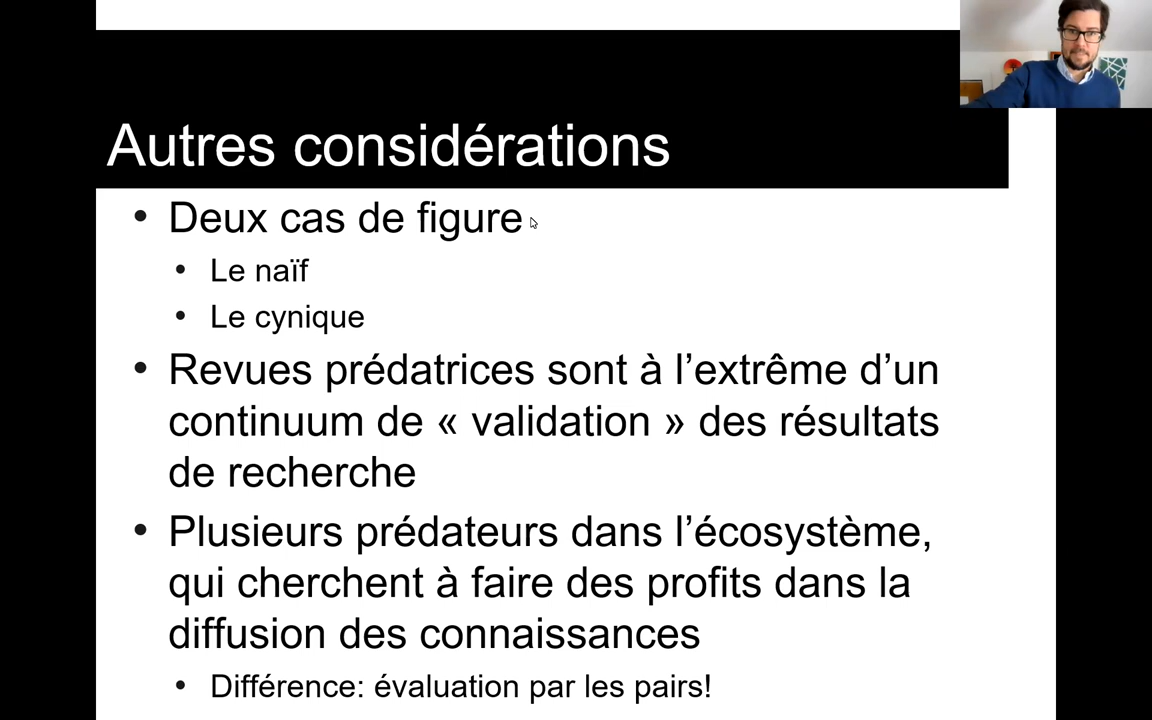 Autres considérations
• Deux cas de figure
• Le naïf
• Le cynique
• Revues prédatrices sont à l’extrême d’un
continuum de « validation » des résultats
de recherche
• Plusieurs prédateurs dans l’écosystème,
qui cherchent à faire des profits dans la
diffusion des connaissances
• Différence: évaluation par les pairs!